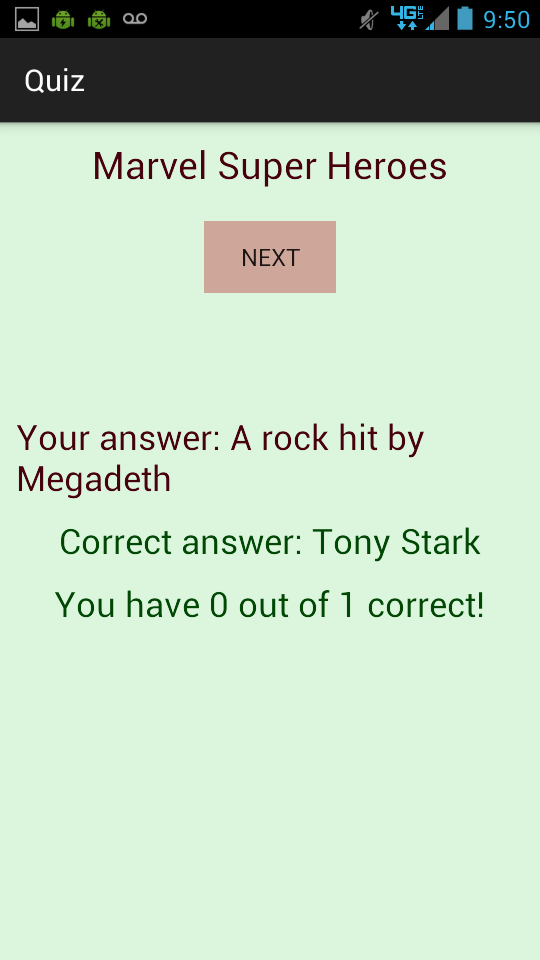 4G LTE 9:50
Quiz
Marvel Super Heroes
NEXT
Your answer: A rock hit by
Megadeth
Correct answer: Tony Stark
You have 0 out of 1 correct!